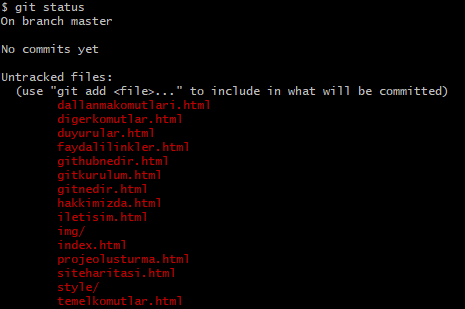 $ git status
On branch master
No commits yet
Untracked files:
(use "git add <file>..." to include in what will be committed)
dallanmakomutlari.html
digerkomutlar.html
duyurular.html
faydalilinkler.html
githubnedir.html
gitkurulum.html
gitnedir.html
hakkimizda.html
iletisim.html
img/
index.html
projeolusturma.html
siteharitasi.html
style/
temelkomutlar.html